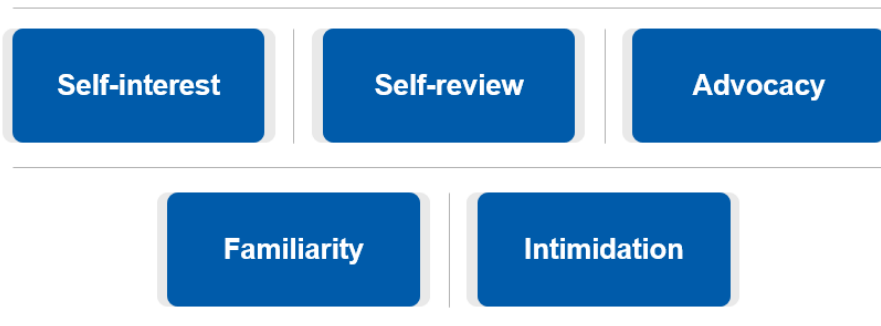 Self-interest
Self-review
Advocacy
Familiarity
Intimidation